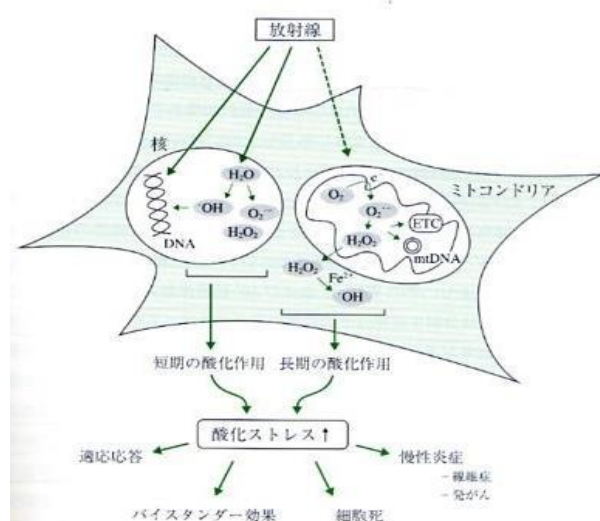 放射線
核
H₂O
·OH
O₂·⁻
H₂O₂
DNA
ミトコンドリア
e⁻
O₂
O₂·⁻
ETC
H₂O₂
mtDNA
H₂O₂
Fe²⁺
·OH
短期の酸化作用
長期の酸化作用
酸化ストレス↑
適応応答
慢性炎症
–線維症
–発がん
バイスタンダー効果
細胞死